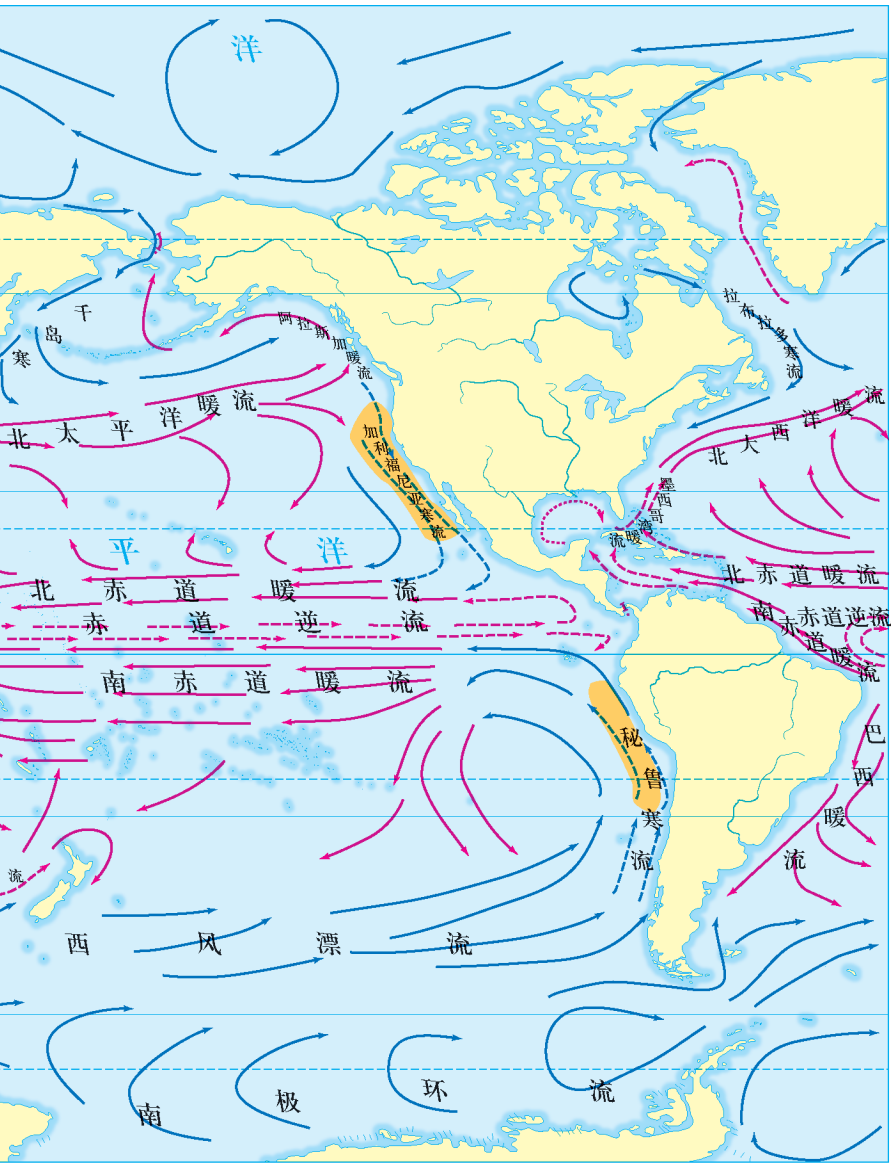 洋
千
岛
寒
阿拉斯加暖流
拉布拉多寒流
北太平洋暖流
北大西洋暖流
加利福尼亚寒流
墨西哥湾暖流
平洋
北赤道暖流
北赤道暖流
赤道逆流
南赤道暖流
赤道逆流
南赤道暖流
秘鲁寒流
巴西暖流
流
西风漂流
南极环流